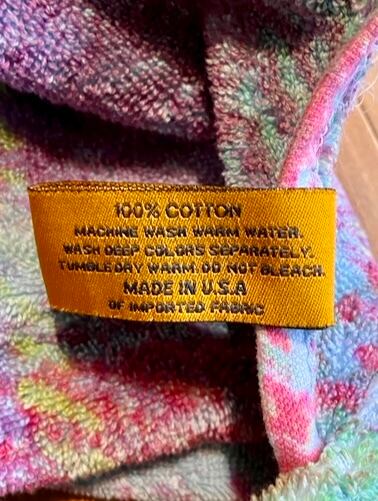 100% COTTON
MACHINE WASH WARM WATER.
WASH DEEP COLORS SEPARATELY.
TUMBLE DRY WARM. DO NOT BLEACH.
MADE IN U.S.A
OF IMPORTED FABRIC